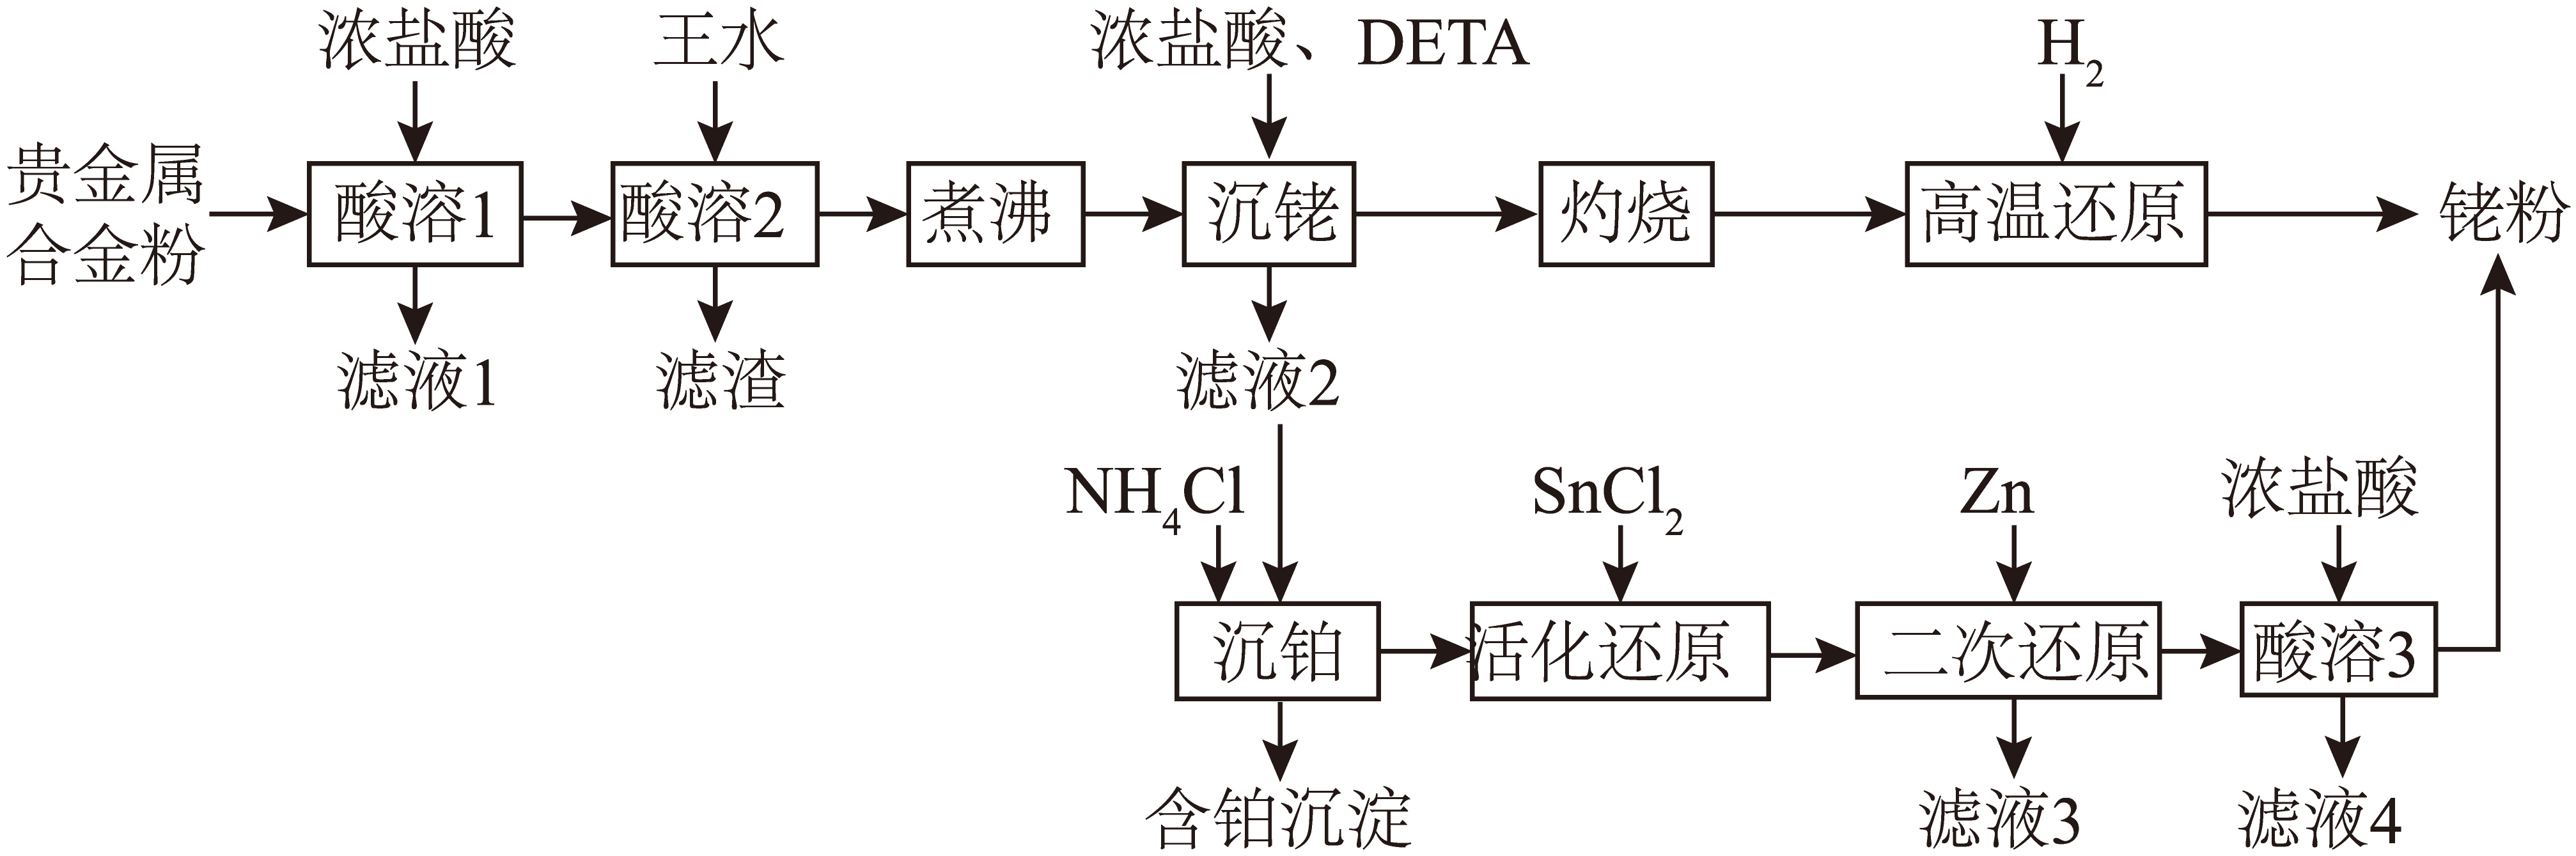 浓盐酸
王水
浓盐酸、DETA
H₂
贵金属
合金粉
酸溶1
酸溶2
煮沸
沉铑
灼烧
高温还原
铑粉
滤液1
滤渣
滤液2
NH₄Cl
SnCl₂
Zn
浓盐酸
沉铂
活化还原
二次还原
酸溶3
含铂沉淀
滤液3
滤液4